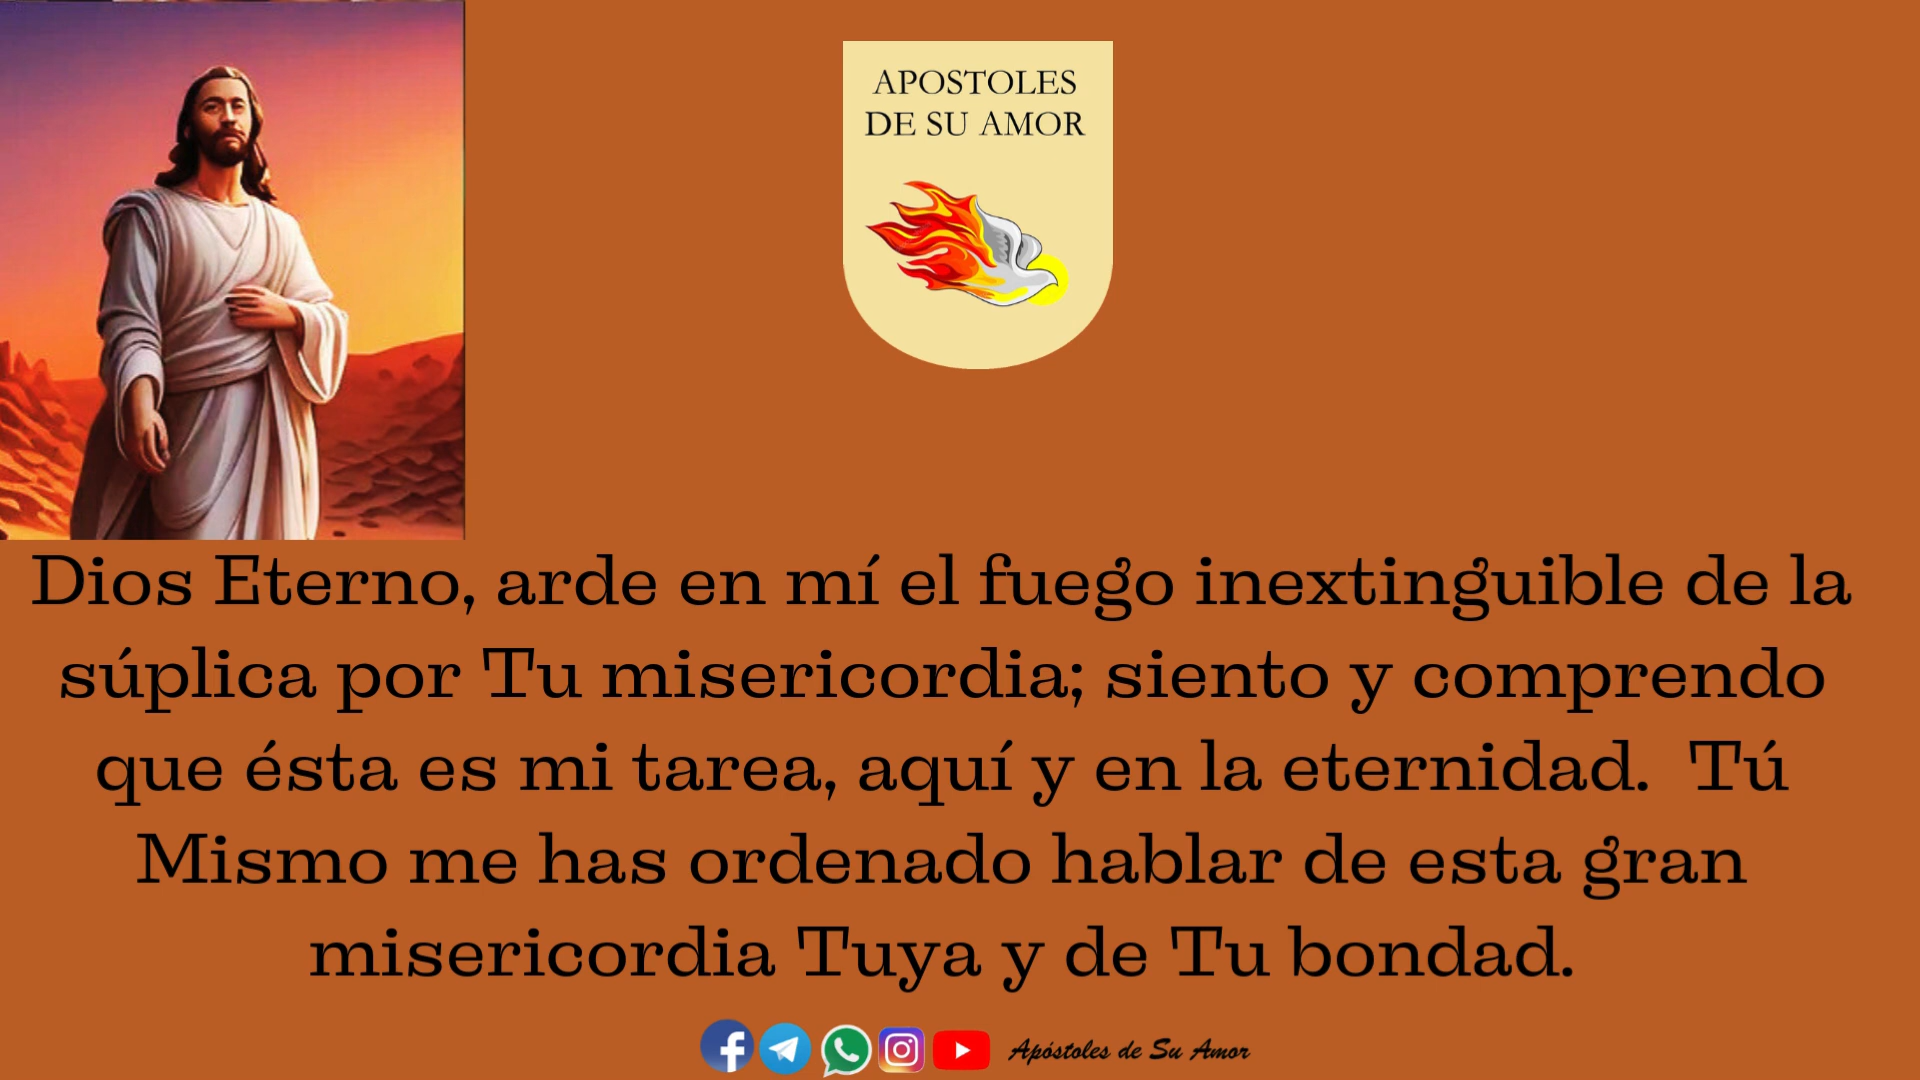 APOSTOLES
DE SU AMOR
Dios Eterno, arde en mí el fuego inextinguible de la
súplica por Tu misericordia; siento y comprendo
que ésta es mi tarea, aquí y en la eternidad.  Tú
Mismo me has ordenado hablar de esta gran
misericordia Tuya y de Tu bondad.
Apóstoles de Su Amor